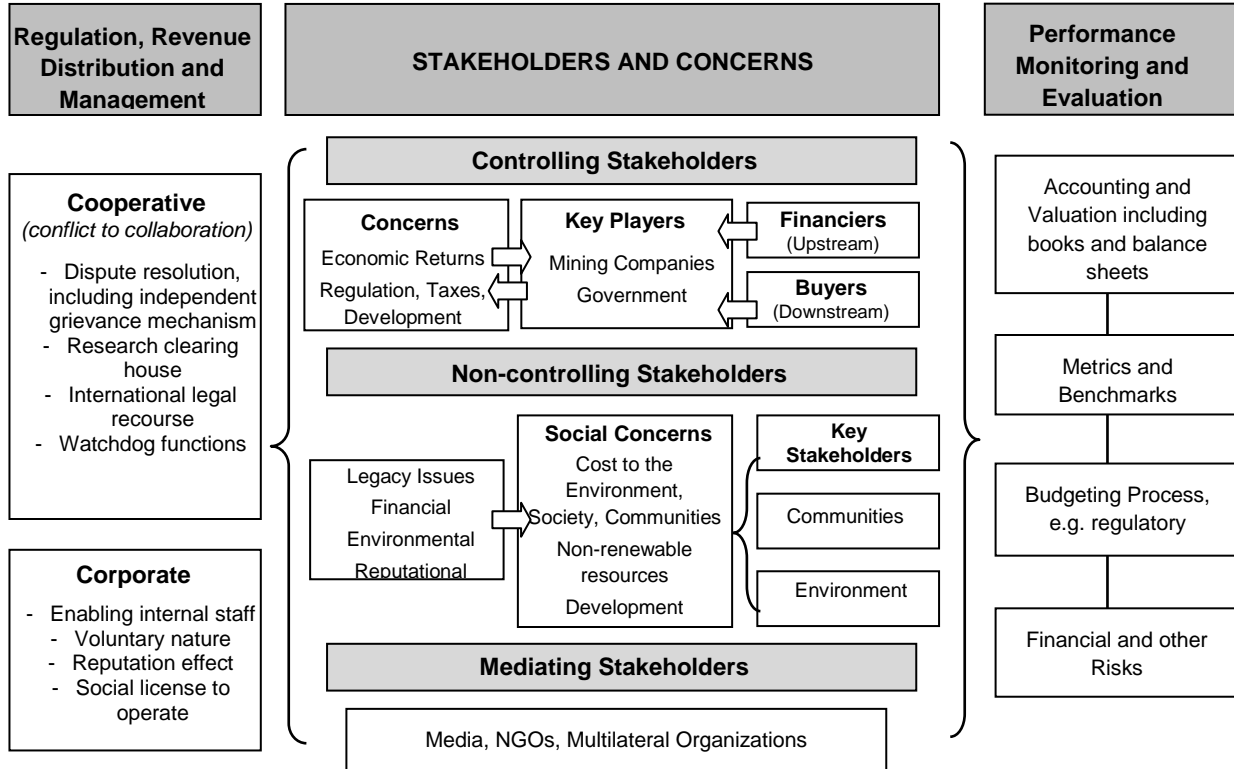 Regulation, Revenue
Distribution and
Management
STAKEHOLDERS AND CONCERNS
Performance
Monitoring and
Evaluation
Cooperative
(conflict to collaboration)
- Dispute resolution,
including independent
grievance mechanism
- Research clearing
house
- International legal
recourse
- Watchdog functions
Corporate
- Enabling internal staff
- Voluntary nature
- Reputation effect
- Social license to
operate
Controlling Stakeholders
Concerns
Economic Returns
Regulation, Taxes,
Development
Key Players
Mining Companies
Government
Financiers
(Upstream)
Buyers
(Downstream)
Non-controlling Stakeholders
Legacy Issues
Financial
Environmental
Reputational
Social Concerns
Cost to the
Environment,
Society, Communities
Non-renewable
resources
Development
Key
Stakeholders
Communities
Environment
Mediating Stakeholders
Media, NGOs, Multilateral Organizations
Accounting and
Valuation including
books and balance
sheets
Metrics and
Benchmarks
Budgeting Process,
e.g. regulatory
Financial and other
Risks